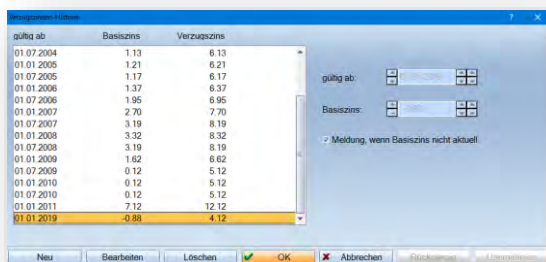 Verzugszinsen-Historie
gültig ab Basiszins Verzugszins
01.07.2004 1.13 6.13
01.01.2005 1.21 6.21
01.07.2005 1.17 6.17
01.01.2006 1.37 6.37
01.07.2006 1.95 6.95
01.01.2007 2.70 7.70
01.07.2007 3.19 8.19
01.01.2008 3.32 8.32
01.07.2008 3.19 8.19
01.01.2009 1.62 6.62
01.07.2009 0.12 5.12
01.01.2010 0.12 5.12
01.07.2010 0.12 5.12
01.01.2011 7.12 12.12
01.01.2019 -0.88 4.12
gültig ab:
Basiszins:
Meldung, wenn Basiszins nicht aktuell
Neu Bearbeiten Löschen OK Abbrechen Übernehmen